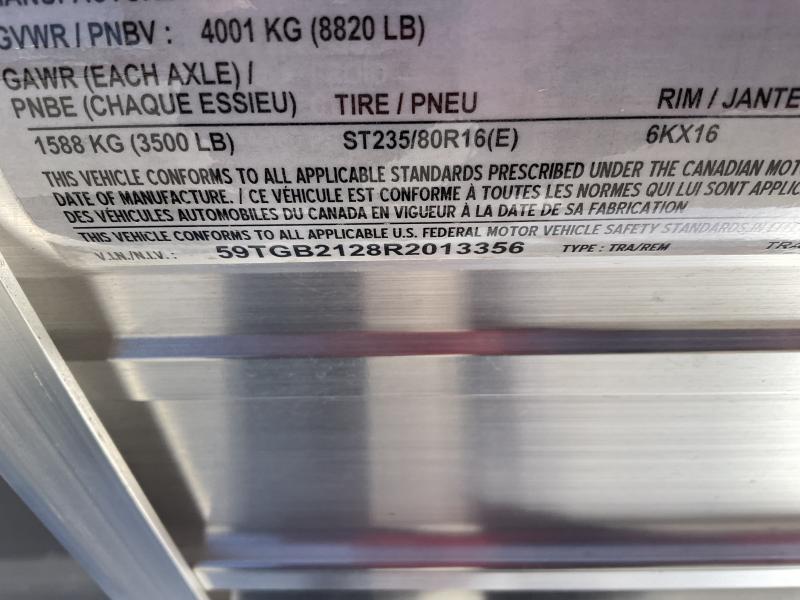 GVWR / PNBV : 4001 KG (8820 LB)
GAWR (EACH AXLE) /
PNBE (CHAQUE ESSIEU) TIRE / PNEU RIM / JANTE
1588 KG (3500 LB) ST235/80R16(E) 6KX16
THIS VEHICLE CONFORMS TO ALL APPLICABLE STANDARDS PRESCRIBED UNDER THE CANADIAN MOT
DATE OF MANUFACTURE. / CE VÉHICULE EST CONFORME À TOUTES LES NORMES QUI LUI SONT APPLIC
DES VÉHICULES AUTOMOBILES DU CANADA EN VIGUEUR À LA DATE DE SA FABRICATION
THIS VEHICLE CONFORMS TO ALL APPLICABLE U.S. FEDERAL MOTOR VEHICLE SAFETY STANDARDS IN EFF
V.I.N./N.I.V.: 59TGB2128R2013356 TYPE : TRA/REM TRA